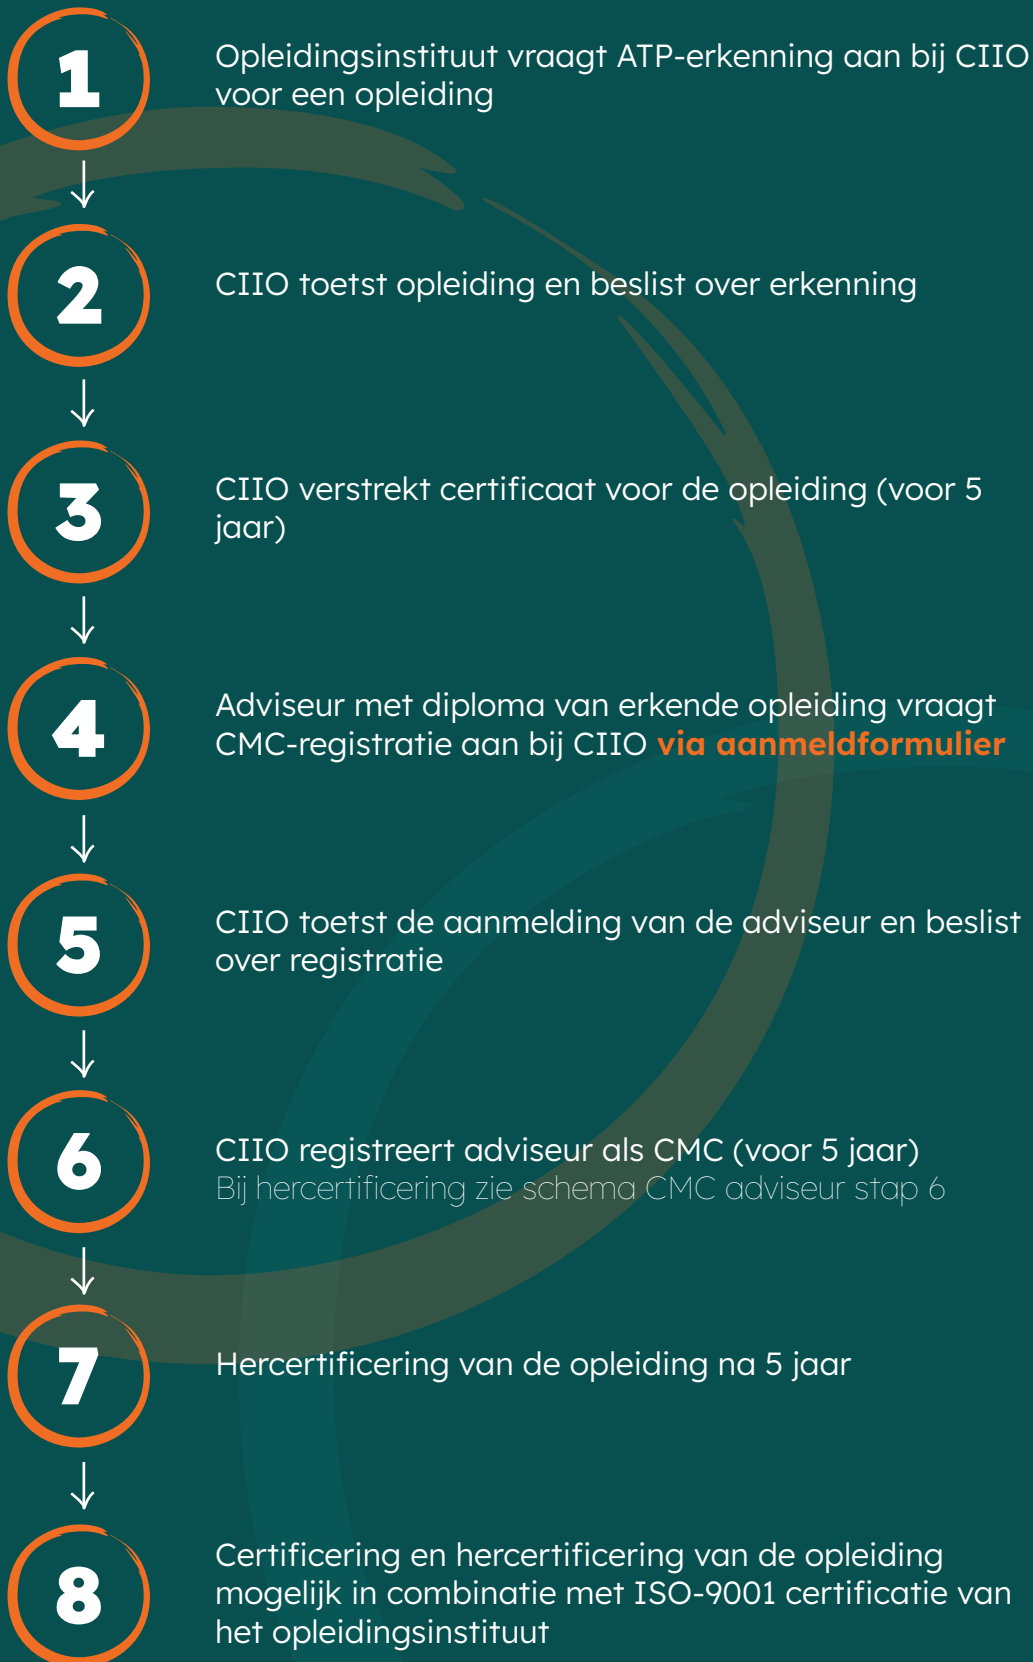 1
Opleidingsinstituut vraagt ATP-erkenning aan bij CIIO
voor een opleiding
2
CIIO toetst opleiding en beslist over erkenning
3
CIIO verstrekt certificaat voor de opleiding (voor 5
jaar)
4
Adviseur met diploma van erkende opleiding vraagt
CMC-registratie aan bij CIIO via aanmeldformulier
5
CIIO toetst de aanmelding van de adviseur en beslist
over registratie
6
CIIO registreert adviseur als CMC (voor 5 jaar)
Bij hercertificering zie schema CMC adviseur stap 6
7
Hercertificering van de opleiding na 5 jaar
8
Certificering en hercertificering van de opleiding
mogelijk in combinatie met ISO-9001 certificatie van
het opleidingsinstituut